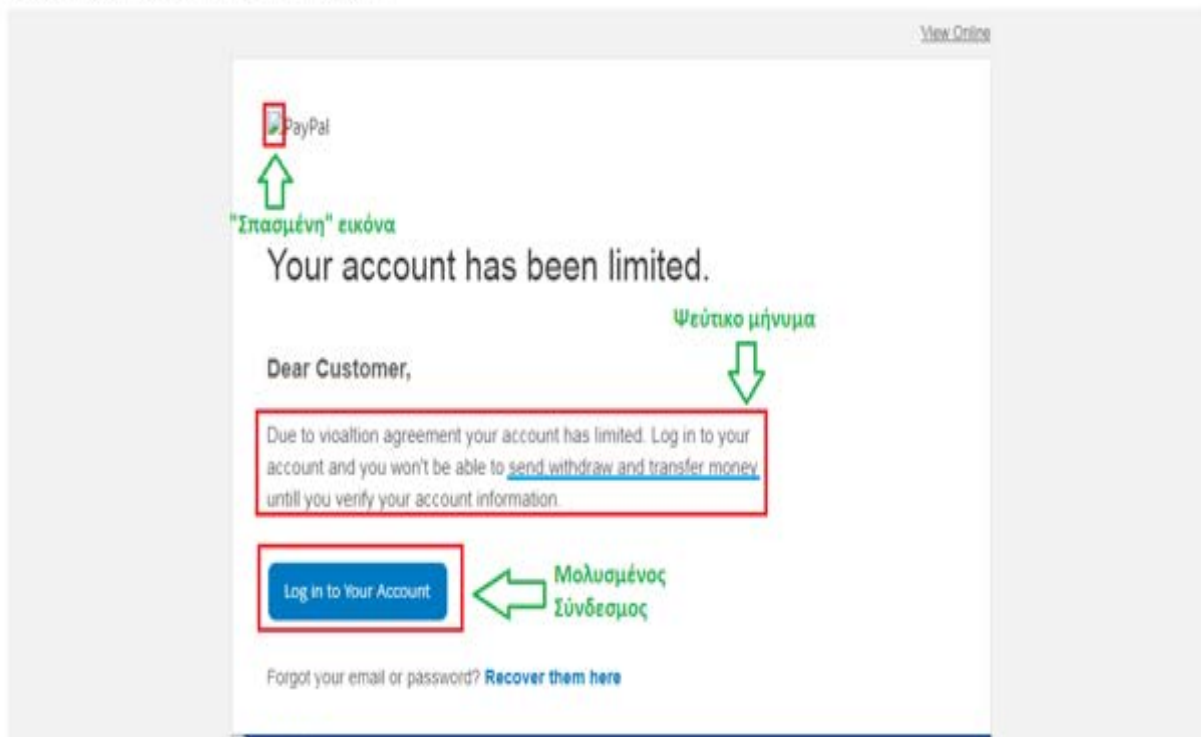 View Online
PayPal
"Σπασμένη" εικόνα
Your account has been limited.
Ψεύτικο μήνυμα
Dear Customer,
Due to vioaltion agreement your account has limited. Log in to your
account and you won't be able to send withdraw and transfer money
untill you verify your account information.
Log in to Your Account
Μολυσμένος
Σύνδεσμος
Forgot your email or password? Recover them here